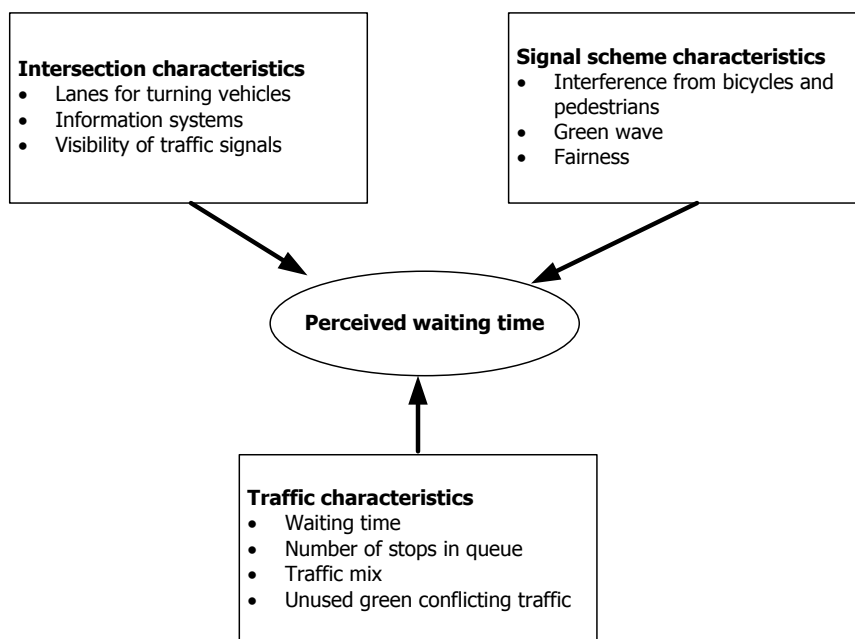 Intersection characteristics
• Lanes for turning vehicles
• Information systems
• Visibility of traffic signals
Signal scheme characteristics
• Interference from bicycles and
pedestrians
• Green wave
• Fairness
Perceived waiting time
Traffic characteristics
• Waiting time
• Number of stops in queue
• Traffic mix
• Unused green conflicting traffic